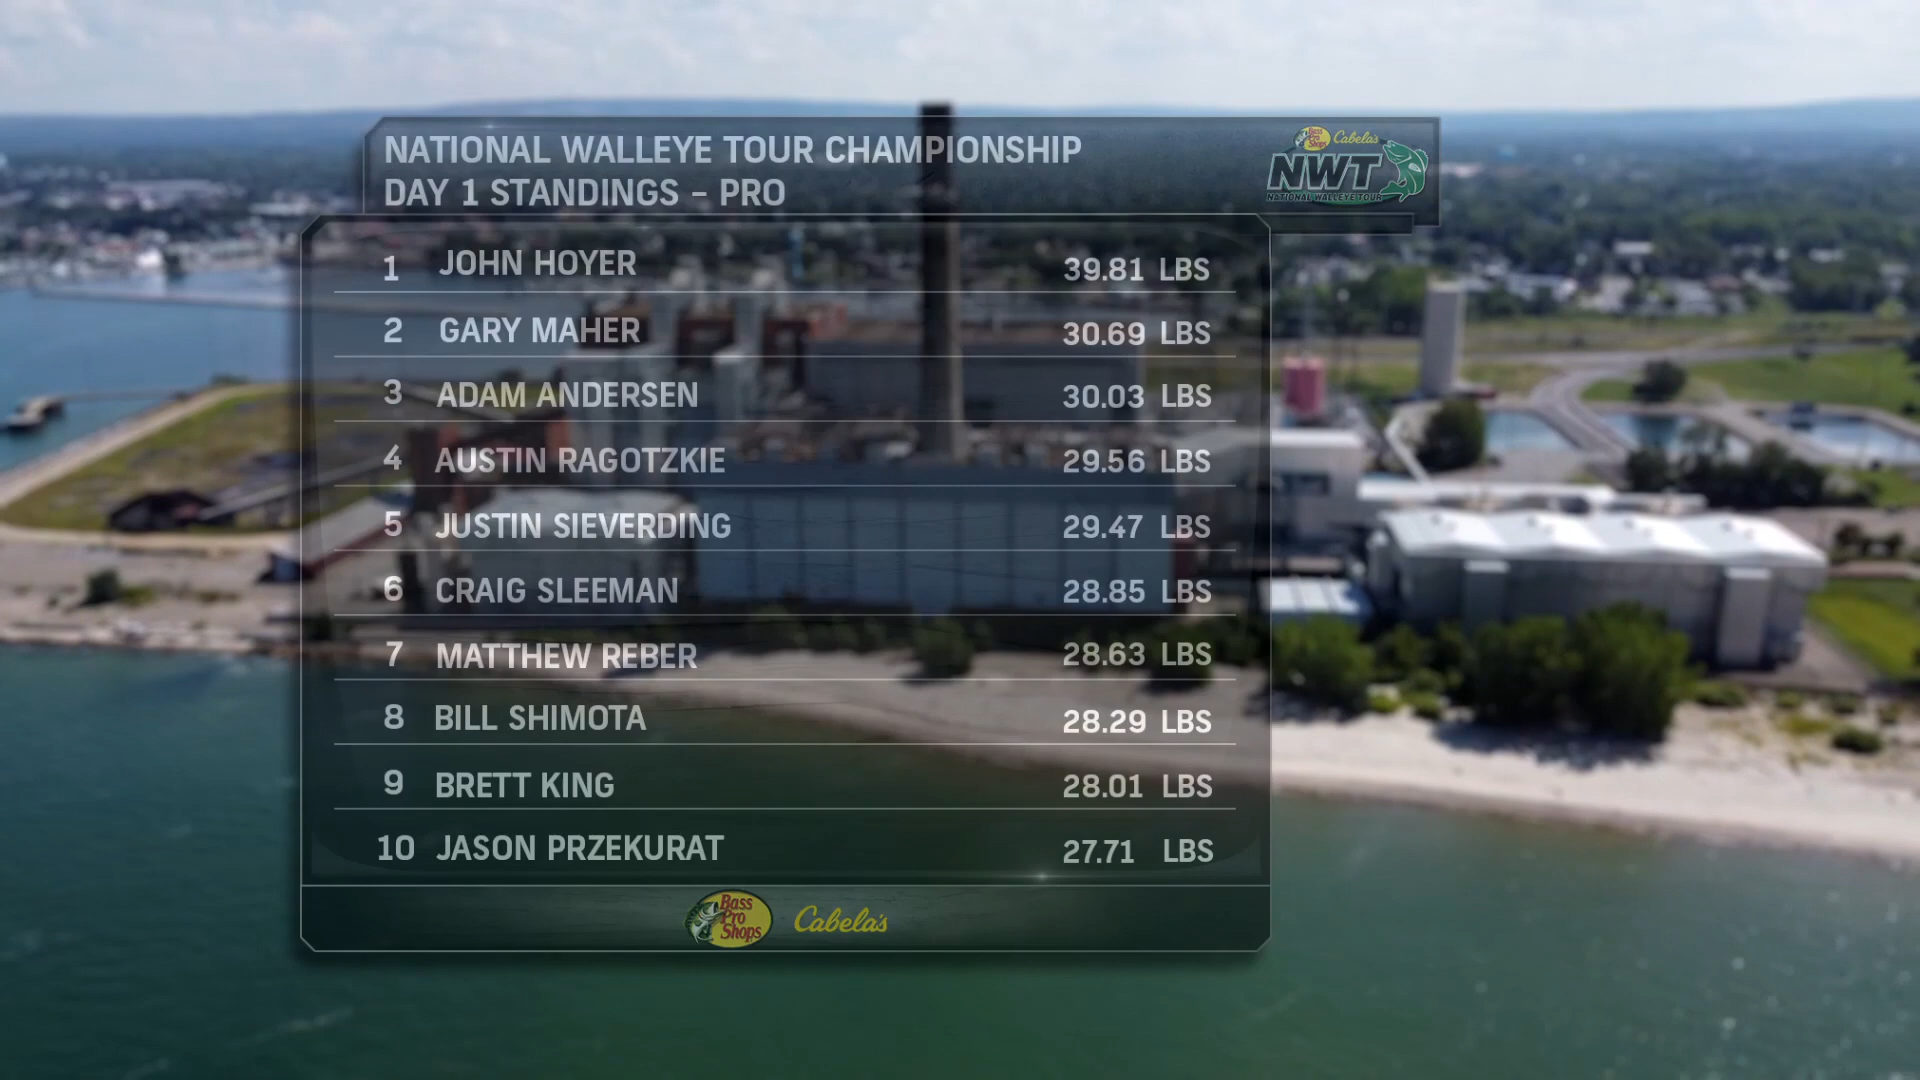 NATIONAL WALLEYE TOUR CHAMPIONSHIP
DAY 1 STANDINGS – PRO
Bass Pro Shops Cabela's
NWT
NATIONAL WALLEYE TOUR
1 JOHN HOYER 39.81 LBS
2 GARY MAHER 30.69 LBS
3 ADAM ANDERSEN 30.03 LBS
4 AUSTIN RAGOTZKIE 29.56 LBS
5 JUSTIN SIEVERDING 29.47 LBS
6 CRAIG SLEEMAN 28.85 LBS
7 MATTHEW REBER 28.63 LBS
8 BILL SHIMOTA 28.29 LBS
9 BRETT KING 28.01 LBS
10 JASON PRZEKURAT 27.71 LBS
Bass
Pro
Shops
Cabela's